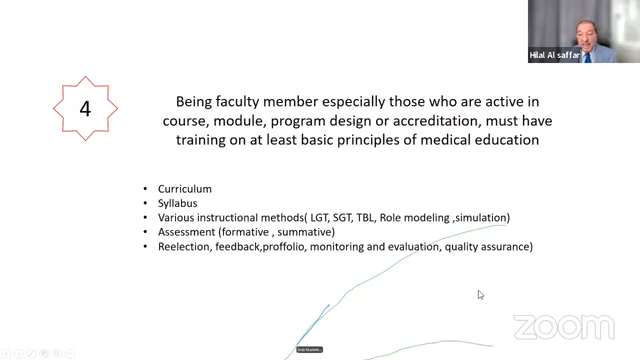 Hilal Al saffar
4
Being faculty member especially those who are active in
course, module, program design or accreditation, must have
training on at least basic principles of medical education
• Curriculum
• Syllabus
• Various instructional methods( LGT, SGT, TBL, Role modeling ,simulation)
• Assessment (formative , summative)
• Reelection, feedback,proffolio, monitoring and evaluation, quality assurance)
zoom